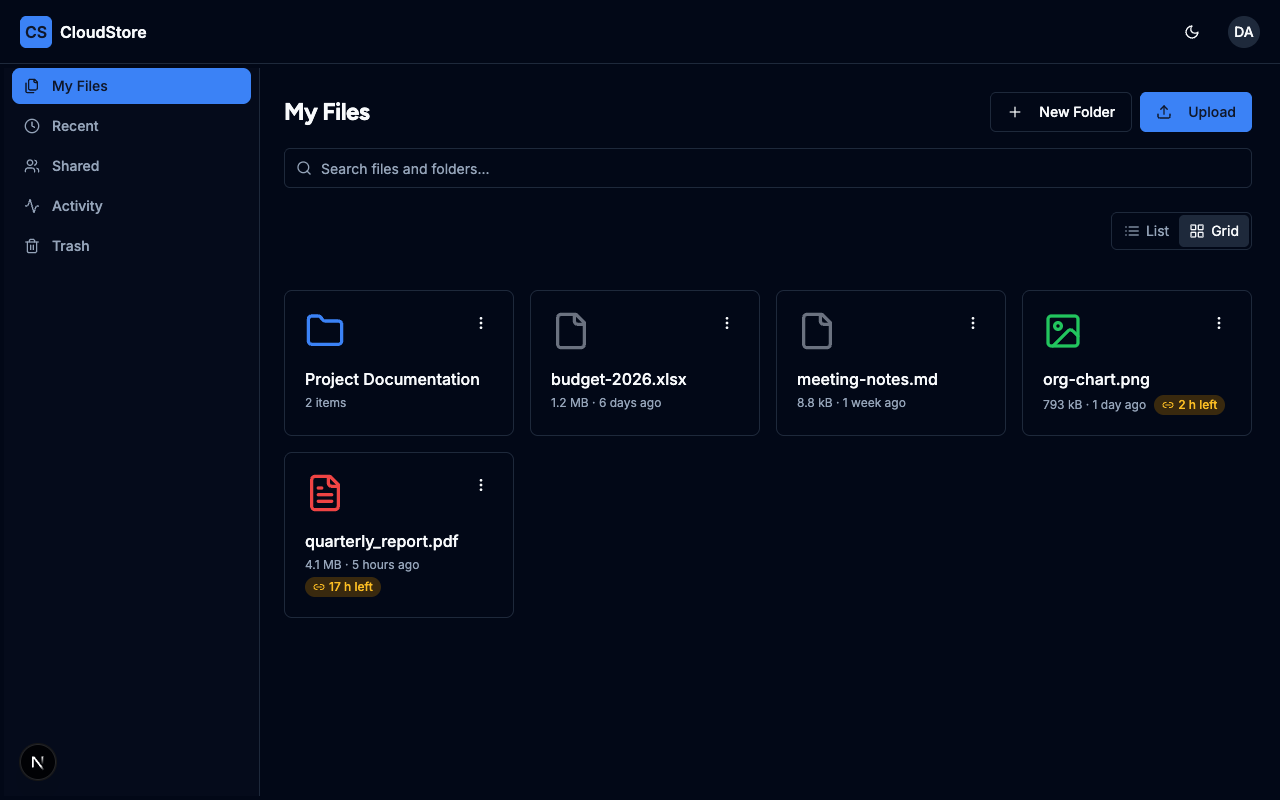 CS CloudStore
DA
My Files
Recent
Shared
Activity
Trash
My Files
New Folder
Upload
Search files and folders...
List
Grid
Project Documentation
2 items
budget-2026.xlsx
1.2 MB · 6 days ago
meeting-notes.md
8.8 kB · 1 week ago
org-chart.png
793 kB · 1 day ago
2 h left
quarterly_report.pdf
4.1 MB · 5 hours ago
17 h left
N